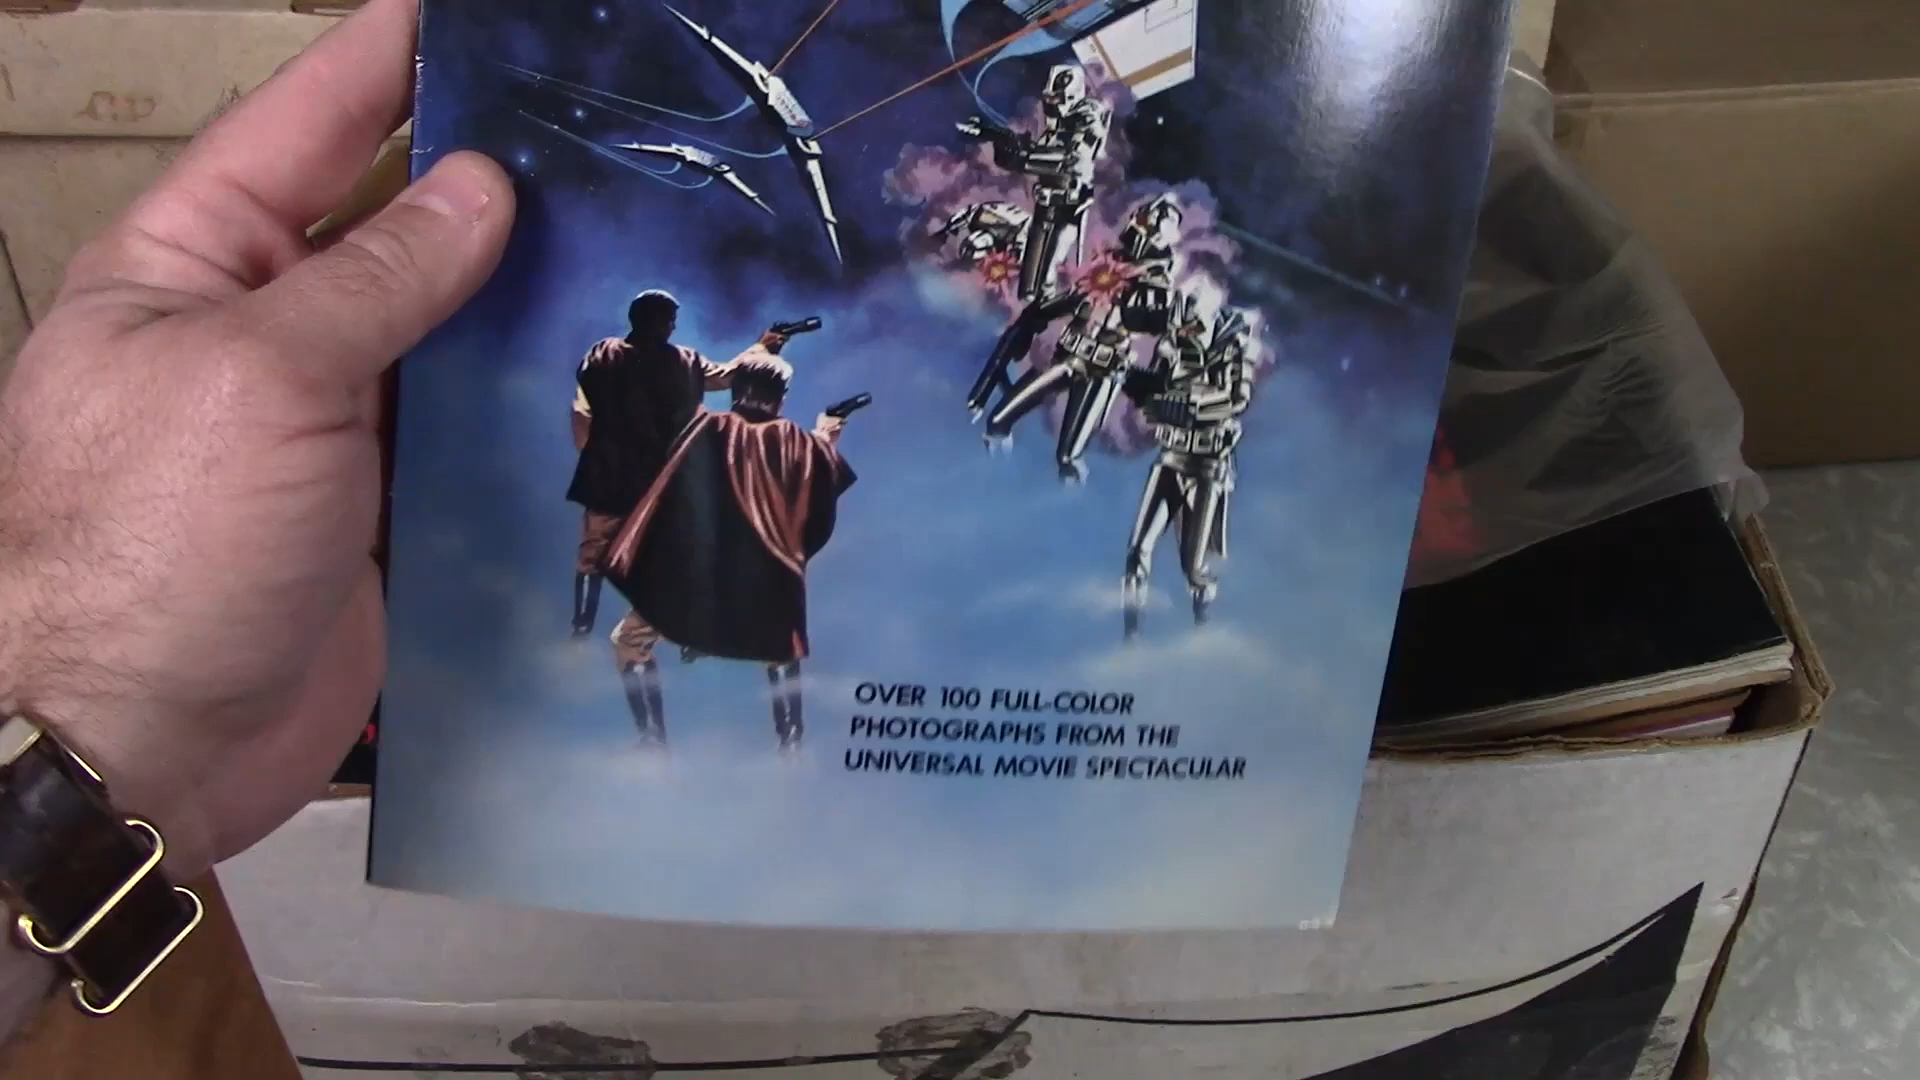 OVER 100 FULL-COLOR
PHOTOGRAPHS FROM THE
UNIVERSAL MOVIE SPECTACULAR